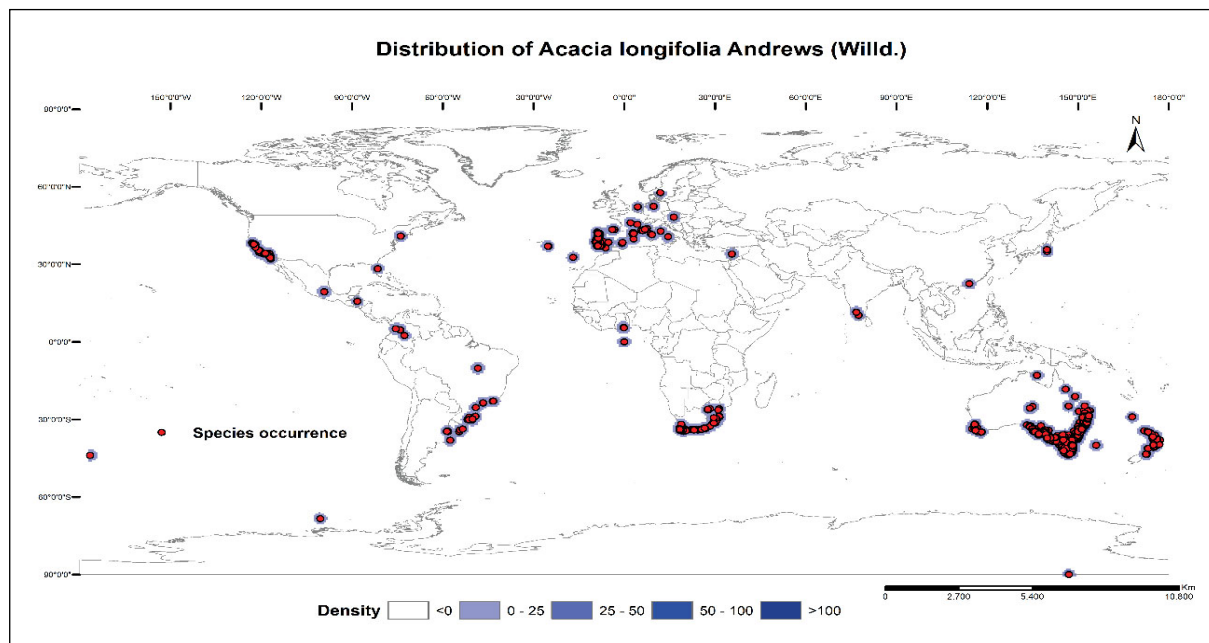 Distribution of Acacia longifolia Andrews (Willd.)
150°0'0"W 120°0'0"W 90°0'0"W 60°0'0"W 30°0'0"W 0°0'0" 30°0'0"E 60°0'0"E 90°0'0"E 120°0'0"E 150°0'0"E 180°0'0"
90°0'0"N
N
60°0'0"N
30°0'0"N
0°0'0"
30°0'0"S
Species occurrence
60°0'0"S
90°0'0"S
Km
Density <0 0 - 25 25 - 50 50 - 100 >100
0 2.700 5.400 10.800